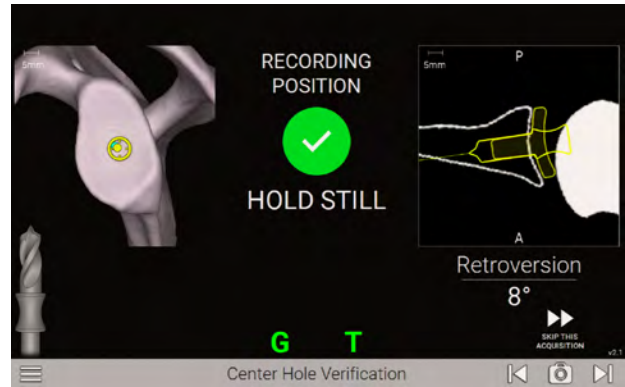 5mm
RECORDING
POSITION
HOLD STILL
5mm
P
A
Retroversion
8°
SKIP THIS
ACQUISITION
v2.1
G T
Center Hole Verification